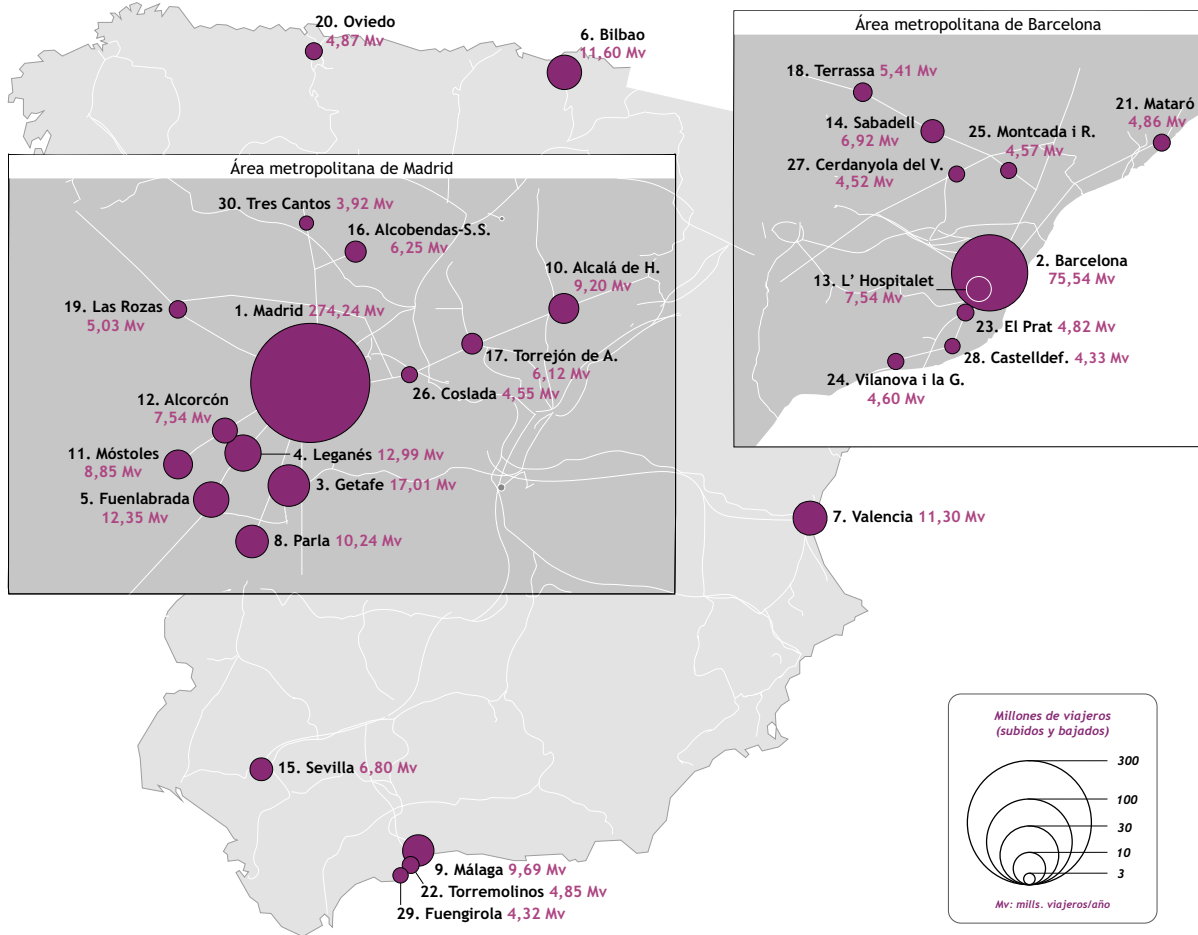 20. Oviedo
4,87 Mv
6. Bilbao
11,60 Mv
Área metropolitana de Barcelona
18. Terrassa 5,41 Mv
21. Mataró
4,86 Mv
14. Sabadell
6,92 Mv
25. Montcada i R.
4,57 Mv
27. Cerdanyola del V.
4,52 Mv
2. Barcelona
75,54 Mv
13. L' Hospitalet
7,54 Mv
23. El Prat 4,82 Mv
28. Castelldef. 4,33 Mv
24. Vilanova i la G.
4,60 Mv
Área metropolitana de Madrid
30. Tres Cantos 3,92 Mv
16. Alcobendas-S.S.
6,25 Mv
10. Alcalá de H.
9,20 Mv
19. Las Rozas
5,03 Mv
1. Madrid 274,24 Mv
17. Torrejón de A.
6,12 Mv
26. Coslada 4,55 Mv
12. Alcorcón
7,54 Mv
11. Móstoles
8,85 Mv
4. Leganés 12,99 Mv
3. Getafe 17,01 Mv
5. Fuenlabrada
12,35 Mv
8. Parla 10,24 Mv
7. Valencia 11,30 Mv
15. Sevilla 6,80 Mv
9. Málaga 9,69 Mv
22. Torremolinos 4,85 Mv
29. Fuengirola 4,32 Mv
Millones de viajeros
(subidos y bajados)
300
100
30
10
3
Mv: mills. viajeros/año